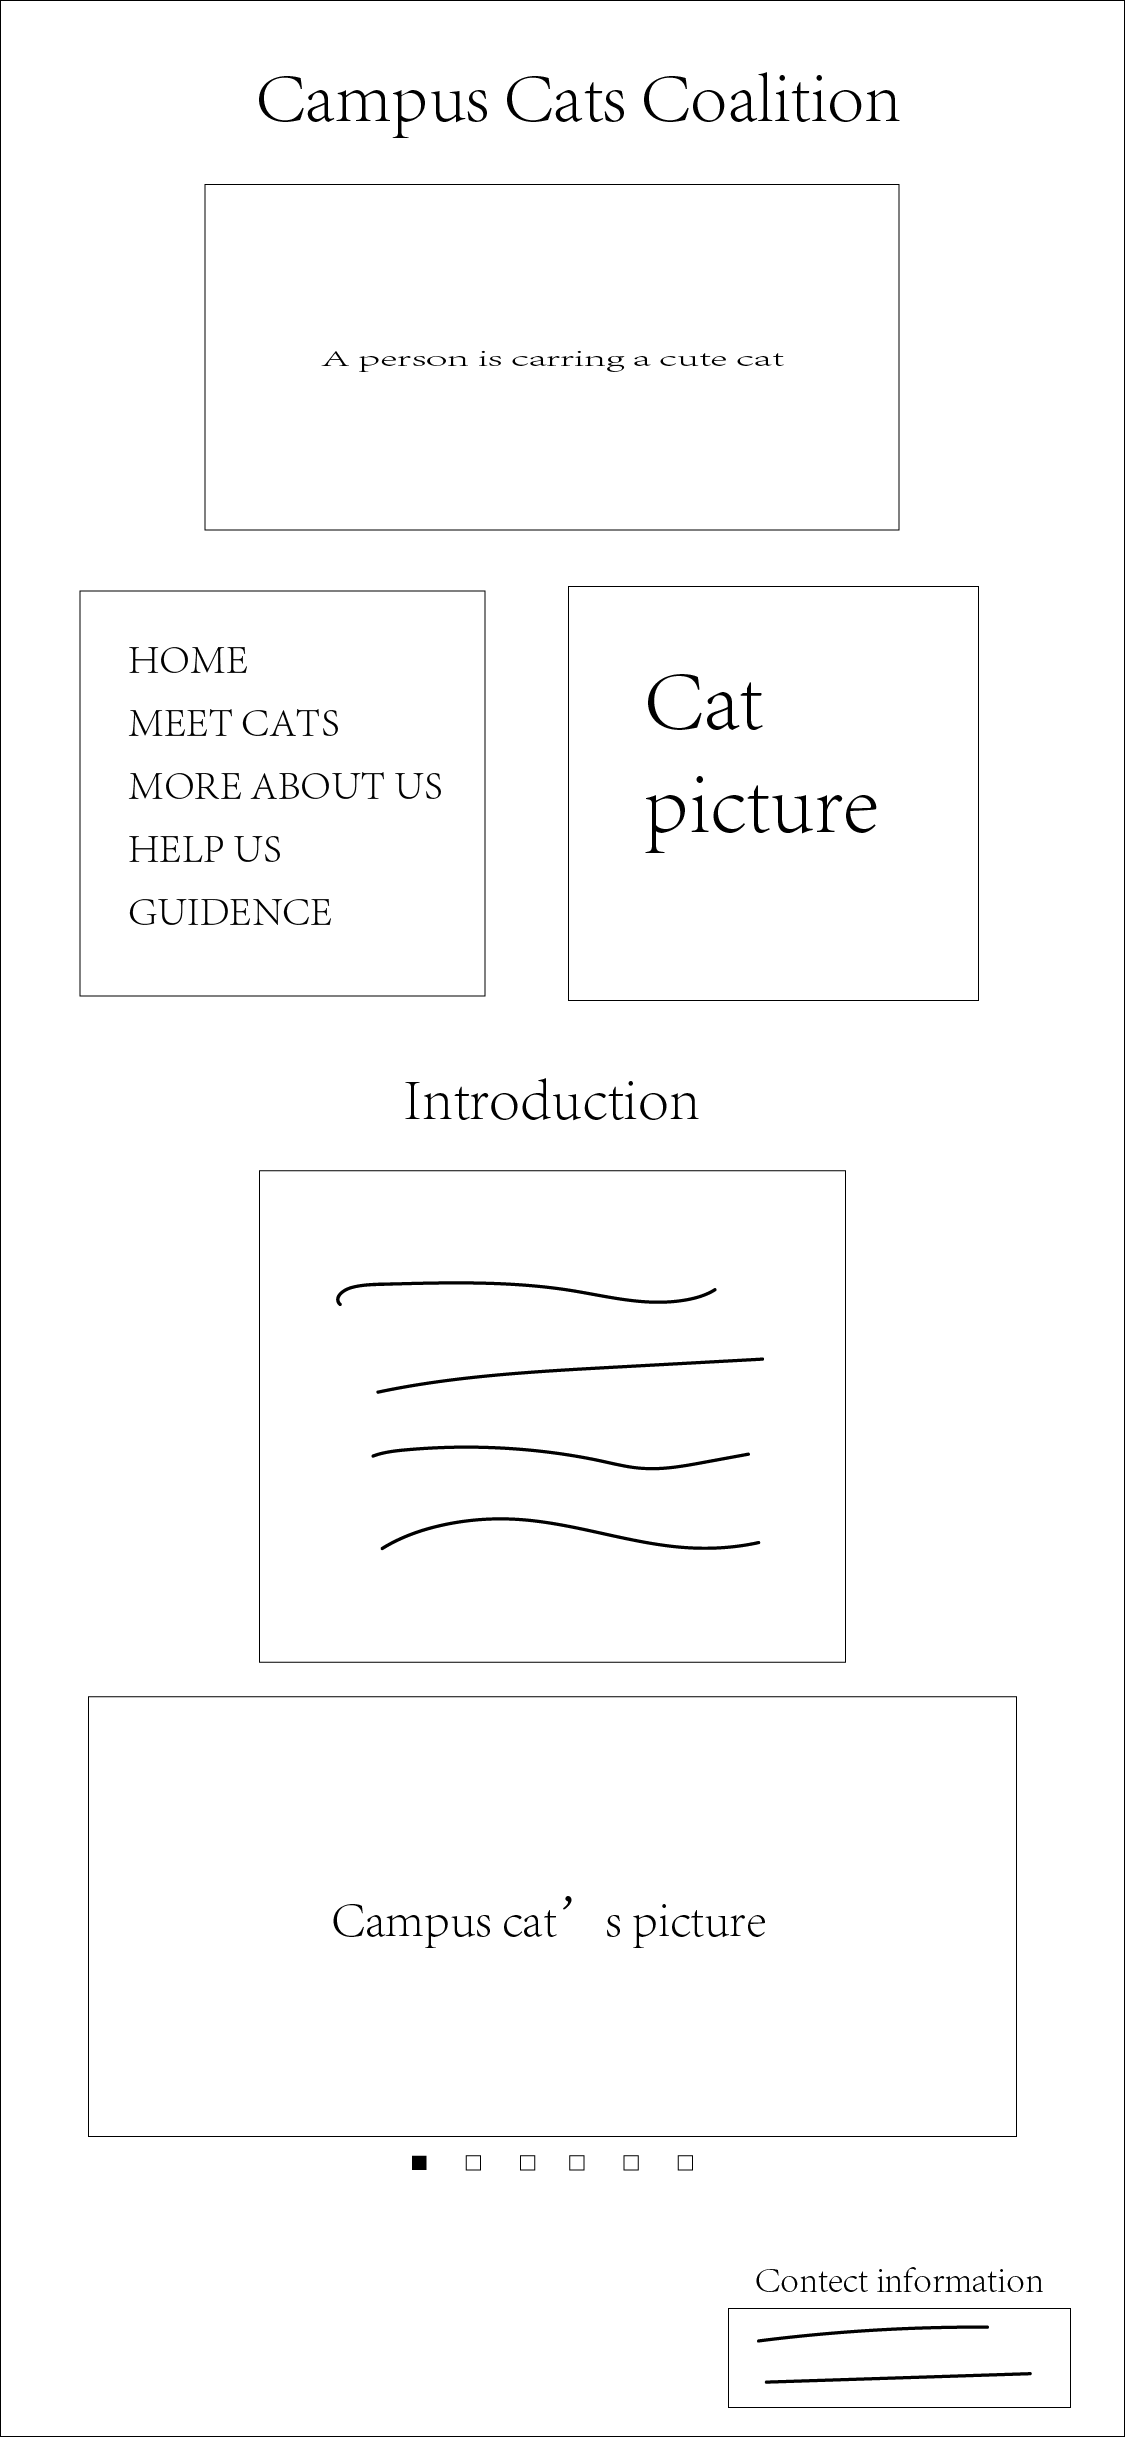 Campus Cats Coalition
A person is carring a cute cat
HOME
MEET CATS
MORE ABOUT US
HELP US
GUIDENCE
Cat
picture
Introduction
Campus cat’s picture
Contect information